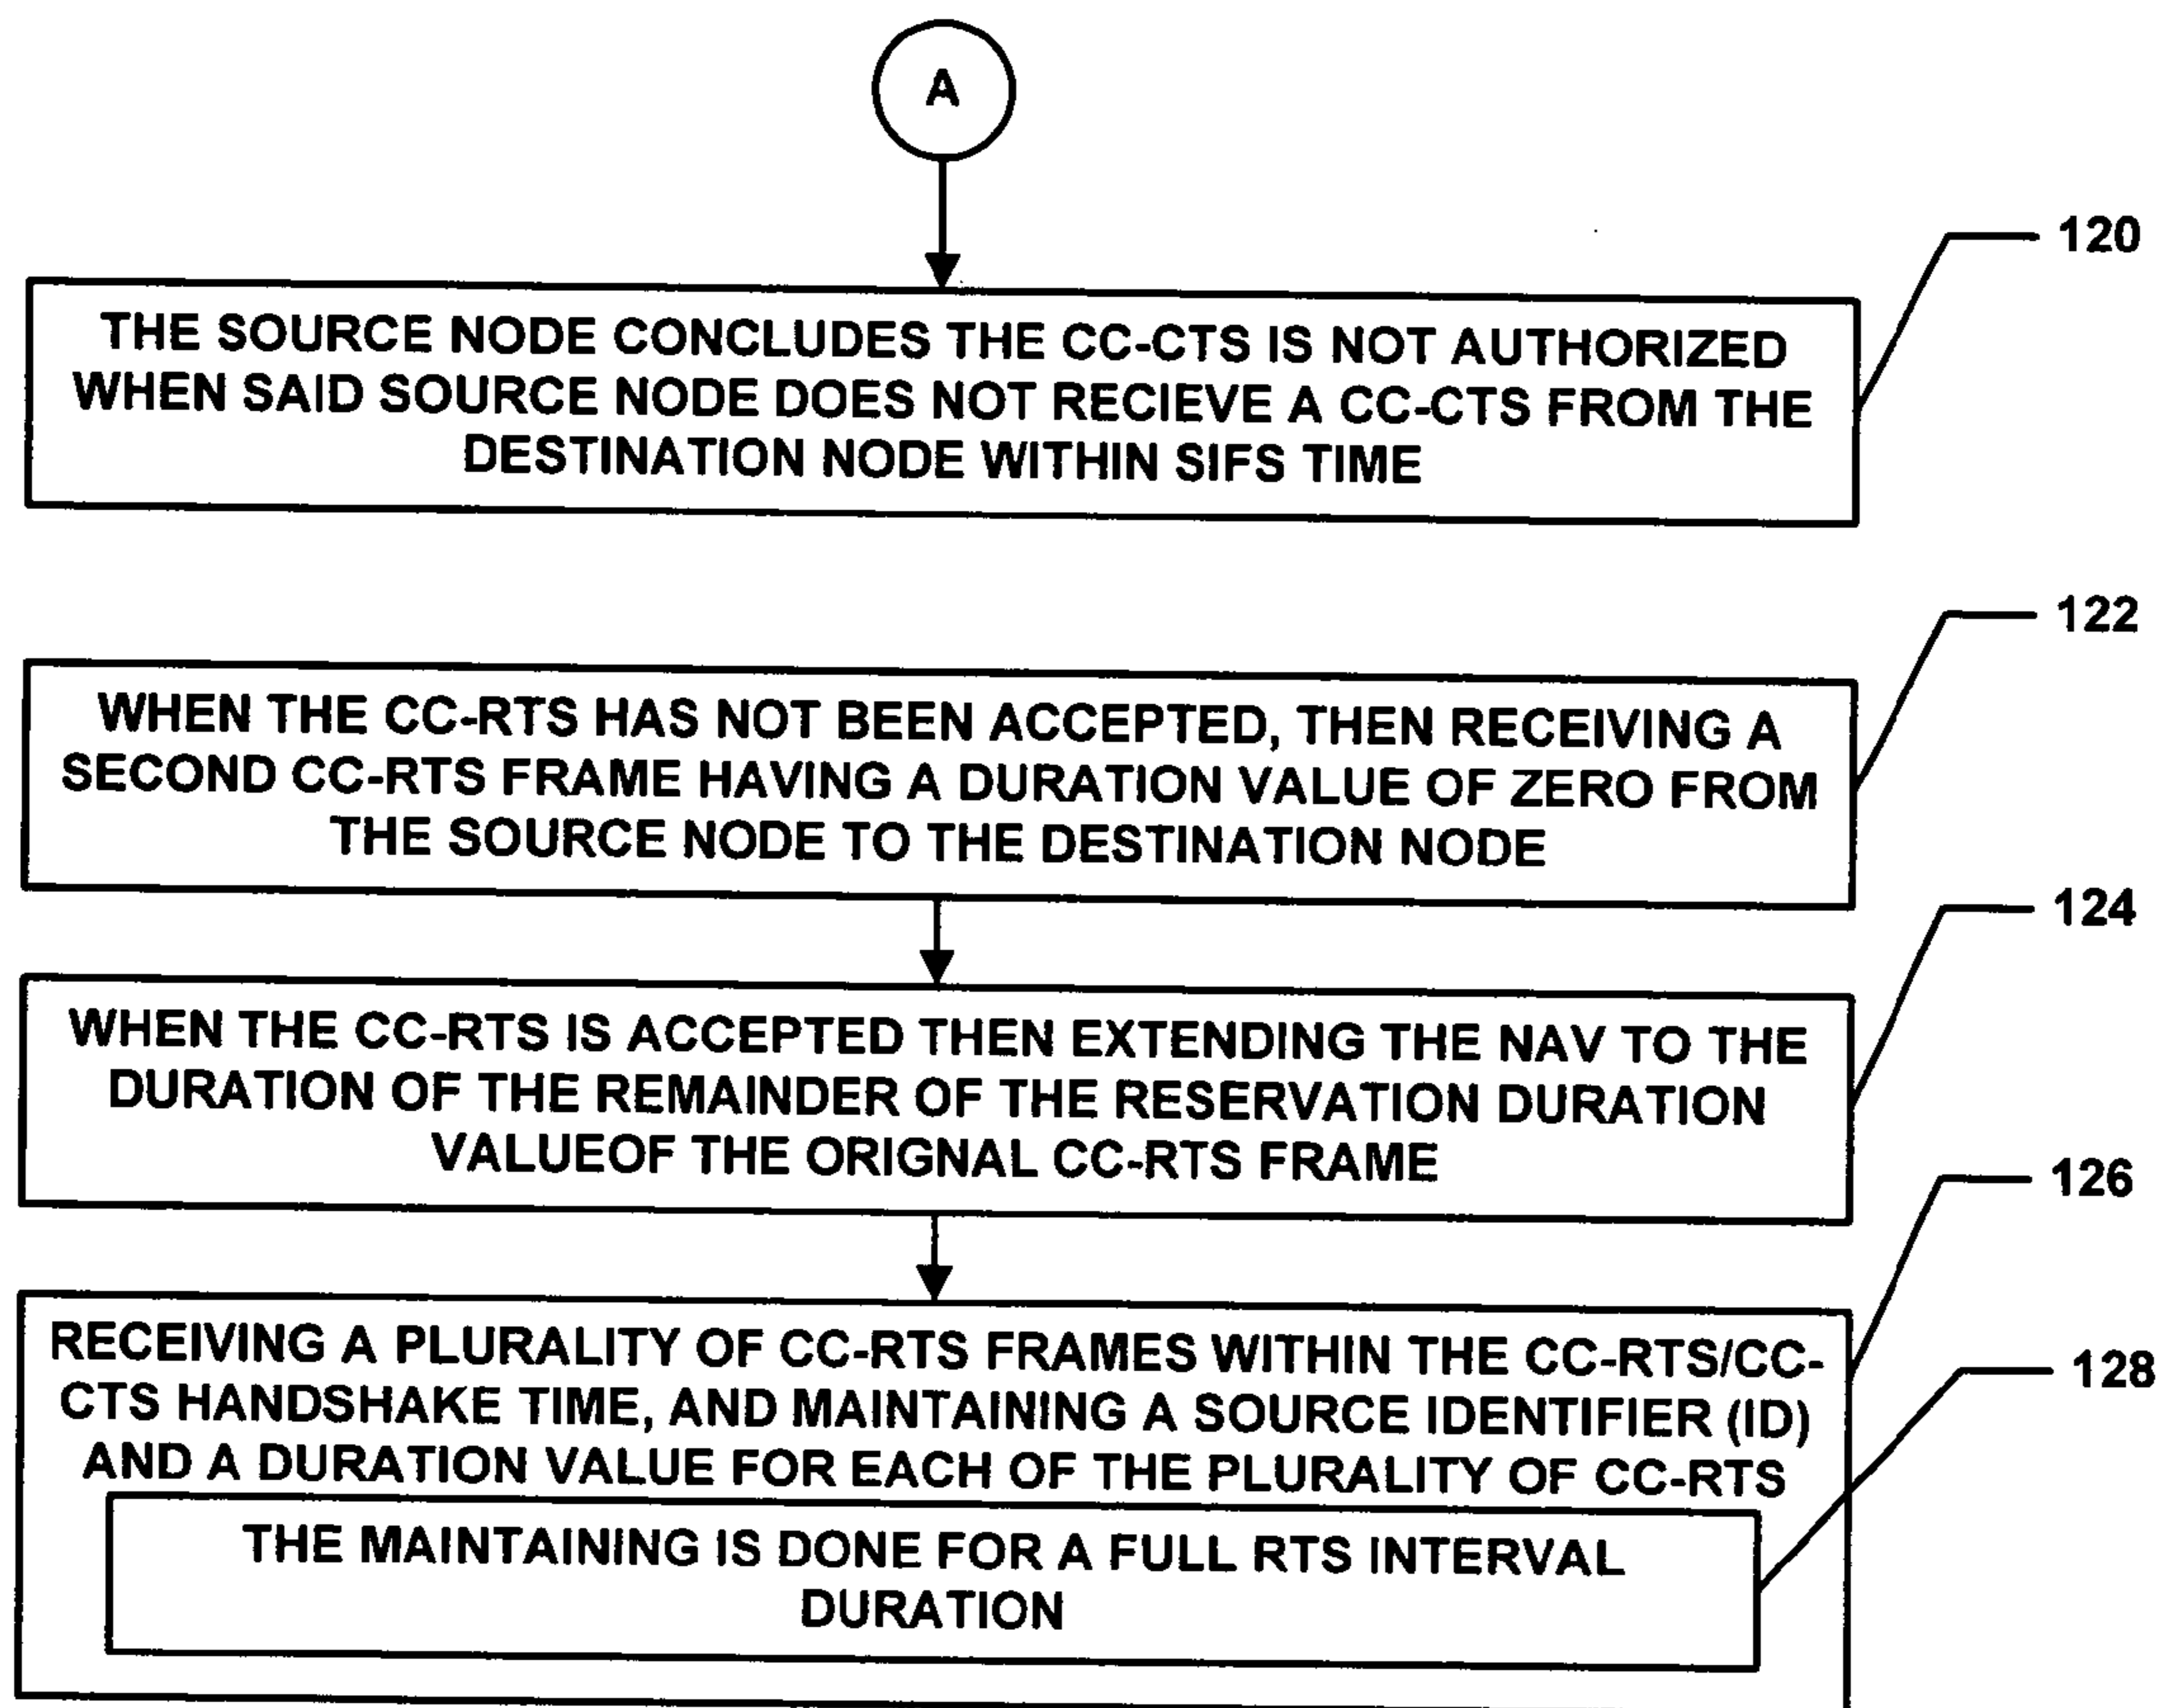 A
120
THE SOURCE NODE CONCLUDES THE CC-CTS IS NOT AUTHORIZED
WHEN SAID SOURCE NODE DOES NOT RECIEVE A CC-CTS FROM THE
DESTINATION NODE WITHIN SIFS TIME
122
WHEN THE CC-RTS HAS NOT BEEN ACCEPTED, THEN RECEIVING A
SECOND CC-RTS FRAME HAVING A DURATION VALUE OF ZERO FROM
THE SOURCE NODE TO THE DESTINATION NODE
124
WHEN THE CC-RTS IS ACCEPTED THEN EXTENDING THE NAV TO THE
DURATION OF THE REMAINDER OF THE RESERVATION DURATION
VALUEOF THE ORIGNAL CC-RTS FRAME
126
RECEIVING A PLURALITY OF CC-RTS FRAMES WITHIN THE CC-RTS/CC-
CTS HANDSHAKE TIME, AND MAINTAINING A SOURCE IDENTIFIER (ID)
AND A DURATION VALUE FOR EACH OF THE PLURALITY OF CC-RTS
128
THE MAINTAINING IS DONE FOR A FULL RTS INTERVAL
DURATION